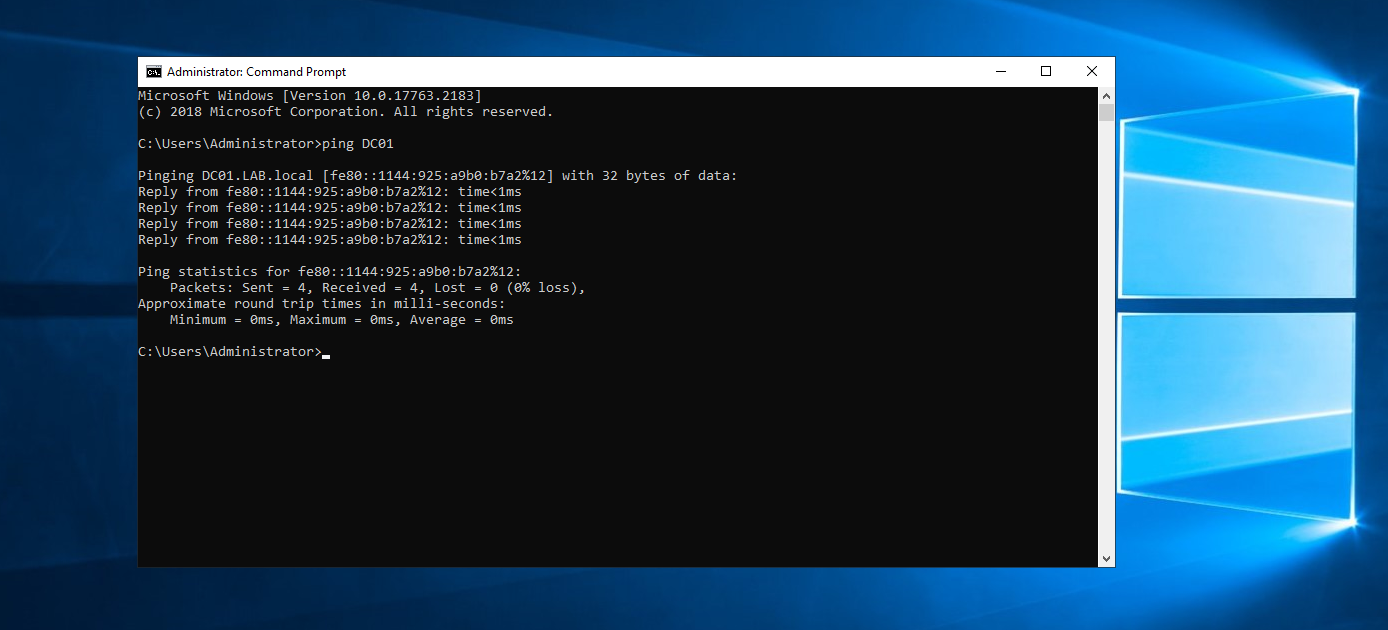 Administrator: Command Prompt
Microsoft Windows [Version 10.0.17763.2183]
(c) 2018 Microsoft Corporation. All rights reserved.
C:\Users\Administrator>ping DC01
Pinging DC01.LAB.local [fe80::1144:925:a9b0:b7a2%12] with 32 bytes of data:
Reply from fe80::1144:925:a9b0:b7a2%12: time<1ms
Reply from fe80::1144:925:a9b0:b7a2%12: time<1ms
Reply from fe80::1144:925:a9b0:b7a2%12: time<1ms
Reply from fe80::1144:925:a9b0:b7a2%12: time<1ms
Ping statistics for fe80::1144:925:a9b0:b7a2%12:
    Packets: Sent = 4, Received = 4, Lost = 0 (0% loss),
Approximate round trip times in milli-seconds:
    Minimum = 0ms, Maximum = 0ms, Average = 0ms
C:\Users\Administrator>